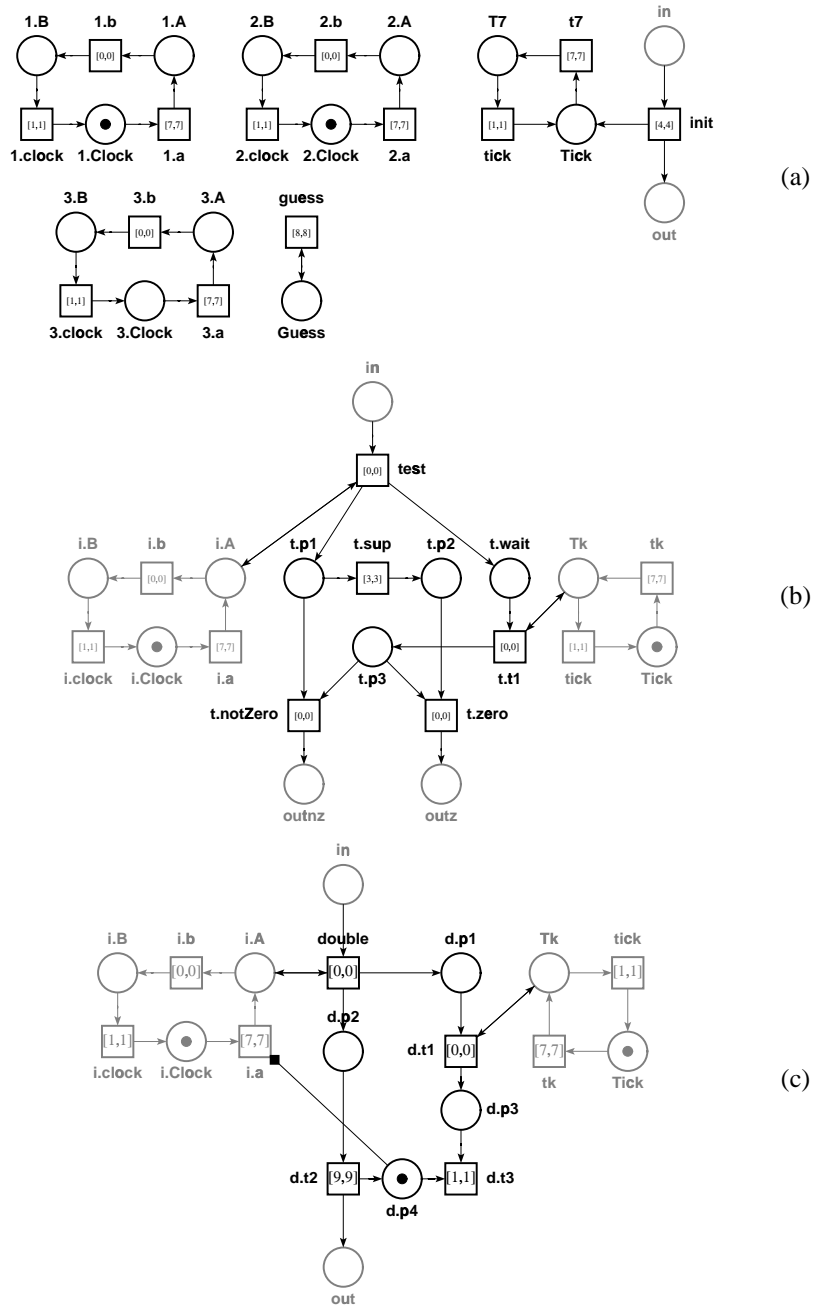 1.B 1.b 1.A 2.B 2.b 2.A T7 t7 in
[0,0] [0,0] [7,7]
[1,1] [7,7] [1,1] [7,7] [1,1] [4,4] init
1.clock 1.Clock 1.a 2.clock 2.Clock 2.a tick Tick
(a)
3.B 3.b 3.A guess
[0,0] [8,8] out
[1,1] [7,7]
3.clock 3.Clock 3.a Guess
in
[0,0] test
i.B i.b i.A t.p1 t.sup t.p2 t.wait Tk tk
[0,0] [3,3] [7,7]
(b)
[1,1] [7,7] [0,0] [1,1]
i.clock i.Clock i.a t.p3 t.t1 tick Tick
t.notZero [0,0] [0,0] t.zero
outnz outz
in
i.B i.b i.A double d.p1 Tk tick
[0,0] [0,0] [1,1]
d.p2
[1,1] [7,7] d.t1 [0,0] [7,7]
i.clock i.Clock i.a tk Tick
(c)
d.p3
d.t2 [9,9] [1,1] d.t3
d.p4
out